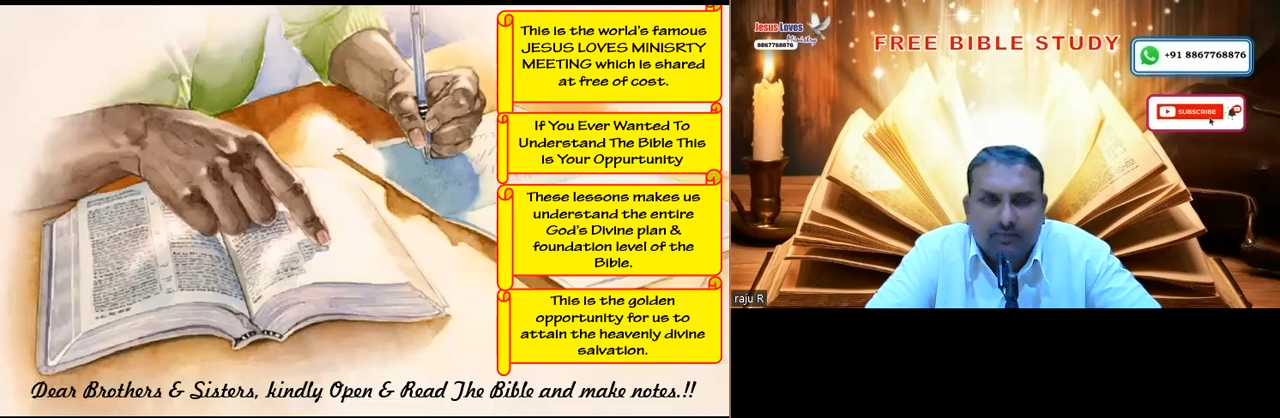 This is the world's famous
JESUS LOVES MINISRTY
MEETING which is shared
at free of cost.
If You Ever Wanted To
Understand The Bible This
is Your Oppurtunity
These lessons makes us
understand the entire
God's Divine plan &
foundation level of the
Bible.
This is the golden
opportunity for us to
attain the heavenly divine
salvation.
Dear Brothers & Sisters, kindly Open & Read The Bible and make notes.!!
Jesus Loves
Ministry
8867768876
FREE BIBLE STUDY
+91 8867768876
SUBSCRIBE
raju R